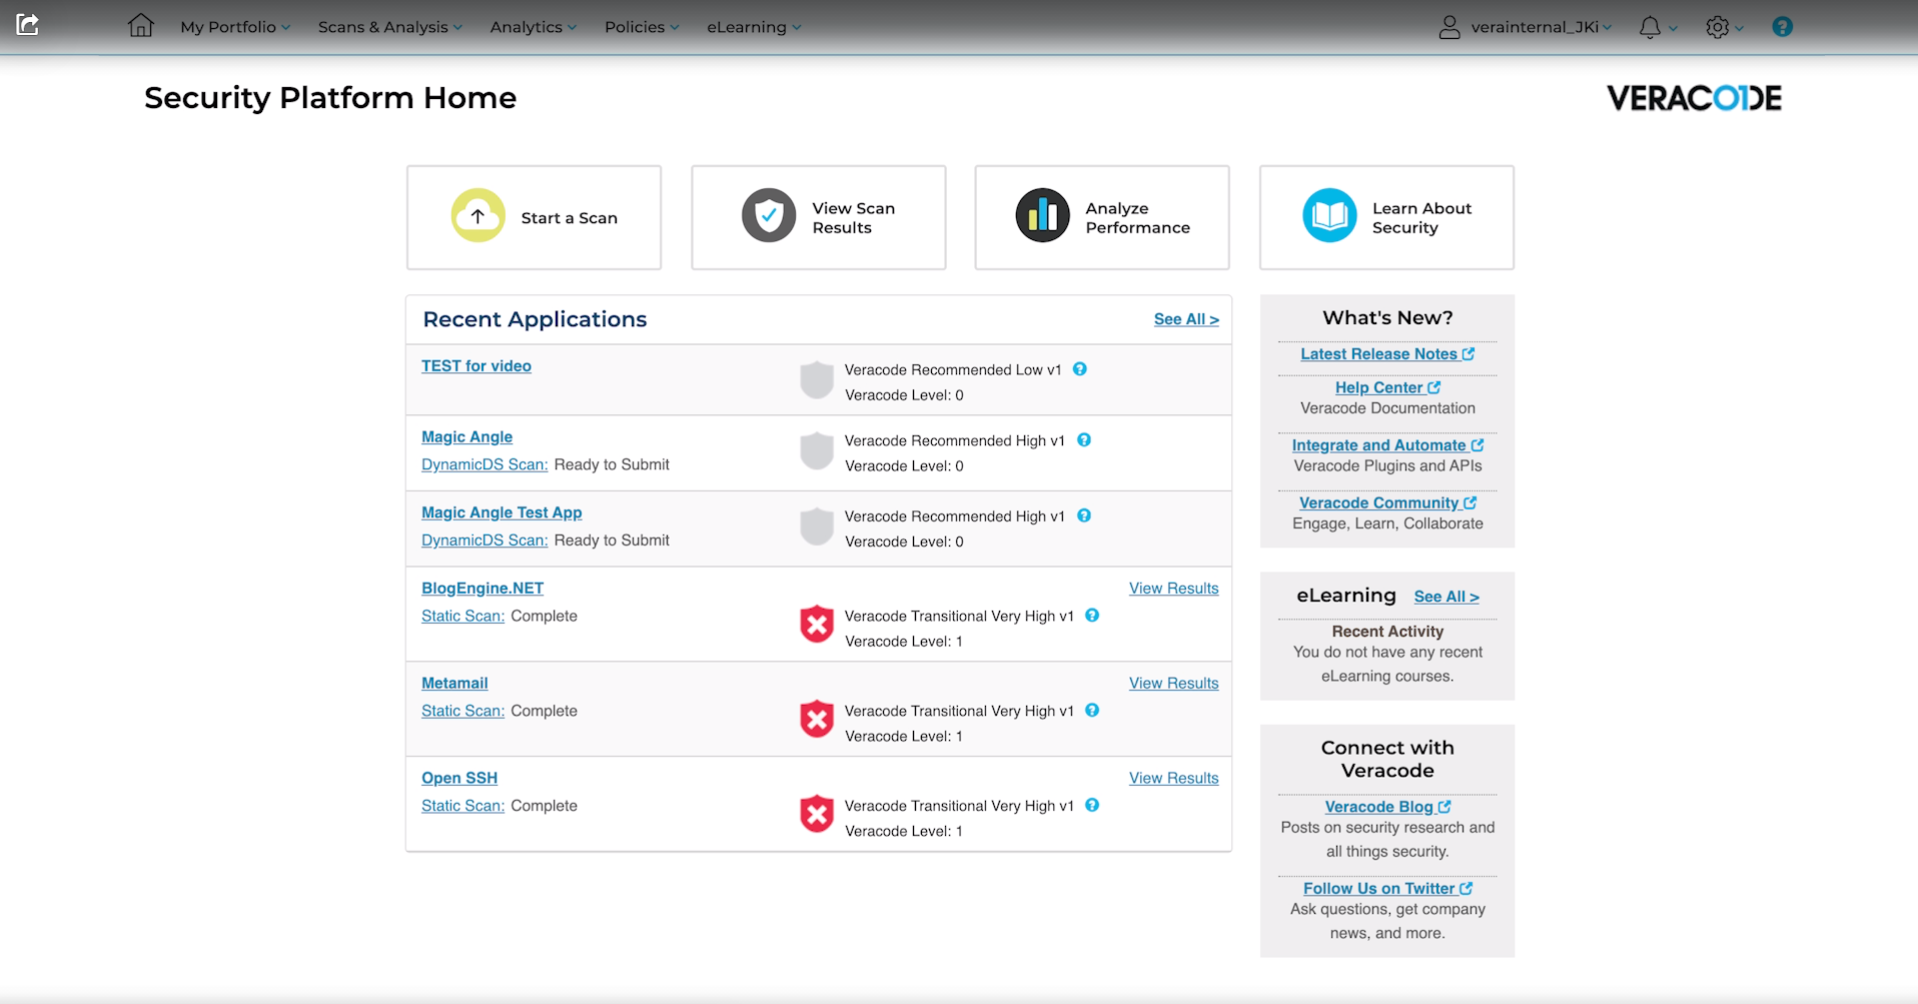 My Portfolio Scans & Analysis Analytics Policies eLearning verainternal_JKi ?
Security Platform Home
VERACODE
Start a Scan
View Scan
Results
Analyze
Performance
Learn About
Security
Recent Applications See All >
TEST for video
Veracode Recommended Low v1 ?
Veracode Level: 0
Magic Angle
DynamicDS Scan: Ready to Submit
Veracode Recommended High v1 ?
Veracode Level: 0
Magic Angle Test App
DynamicDS Scan: Ready to Submit
Veracode Recommended High v1 ?
Veracode Level: 0
BlogEngine.NET
View Results
Static Scan: Complete
Veracode Transitional Very High v1 ?
Veracode Level: 1
Metamail
View Results
Static Scan: Complete
Veracode Transitional Very High v1 ?
Veracode Level: 1
Open SSH
View Results
Static Scan: Complete
Veracode Transitional Very High v1 ?
Veracode Level: 1
What's New?
Latest Release Notes
Help Center
Veracode Documentation
Integrate and Automate
Veracode Plugins and APIs
Veracode Community
Engage, Learn, Collaborate
eLearning See All >
Recent Activity
You do not have any recent
eLearning courses.
Connect with
Veracode
Veracode Blog
Posts on security research and
all things security.
Follow Us on Twitter
Ask questions, get company
news, and more.